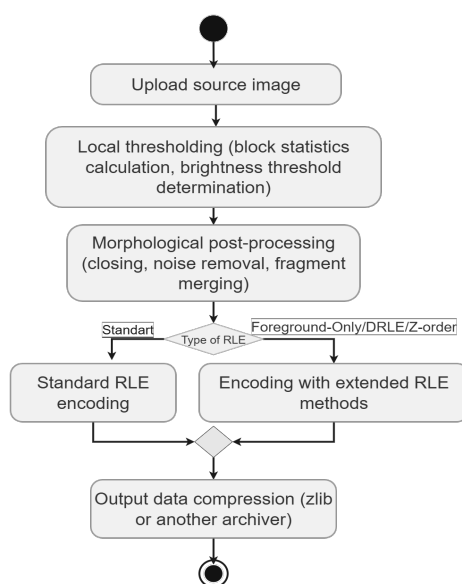 Upload source image
Local thresholding (block statistics
calculation, brightness threshold
determination)
Morphological post-processing
(closing, noise removal, fragment
merging)
Standart
Type of RLE
Foreground-Only/DRLE/Z-order
Standard RLE
encoding
Encoding with extended RLE
methods
Output data compression (zlib
or another archiver)